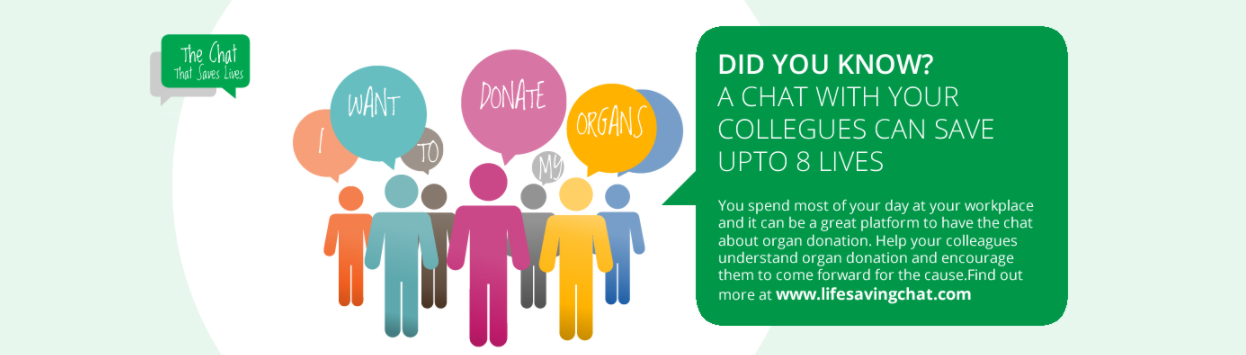 The Chat
That Saves Lives
I
WANT
TO
DONATE
MY
ORGANS
DID YOU KNOW?
A CHAT WITH YOUR
COLLEGUES CAN SAVE
UPTO 8 LIVES
You spend most of your day at your workplace
and it can be a great platform to have the chat
about organ donation. Help your colleagues
understand organ donation and encourage
them to come forward for the cause.Find out
more at www.lifesavingchat.com